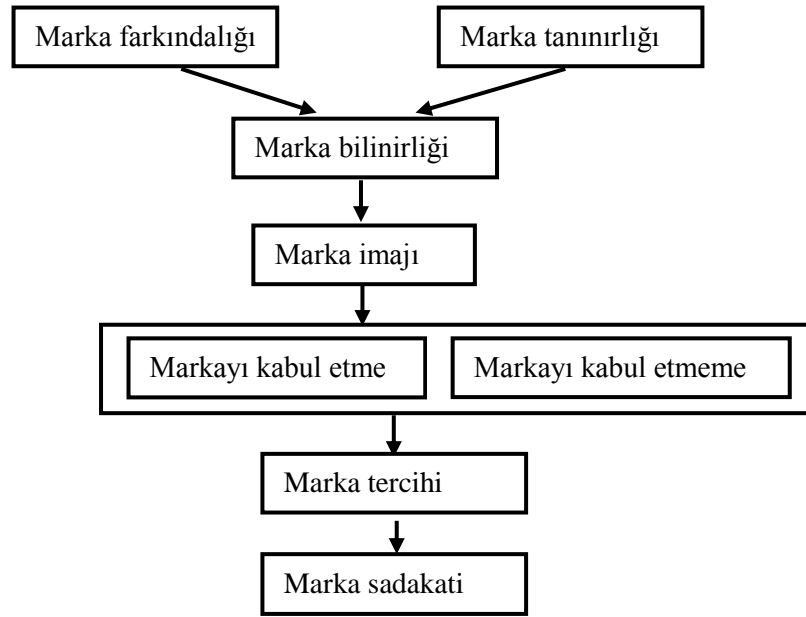 Marka farkındalığı
Marka tanınırlığı
Marka bilinirliği
Marka imajı
Markayı kabul etme
Markayı kabul etmeme
Marka tercihi
Marka sadakati